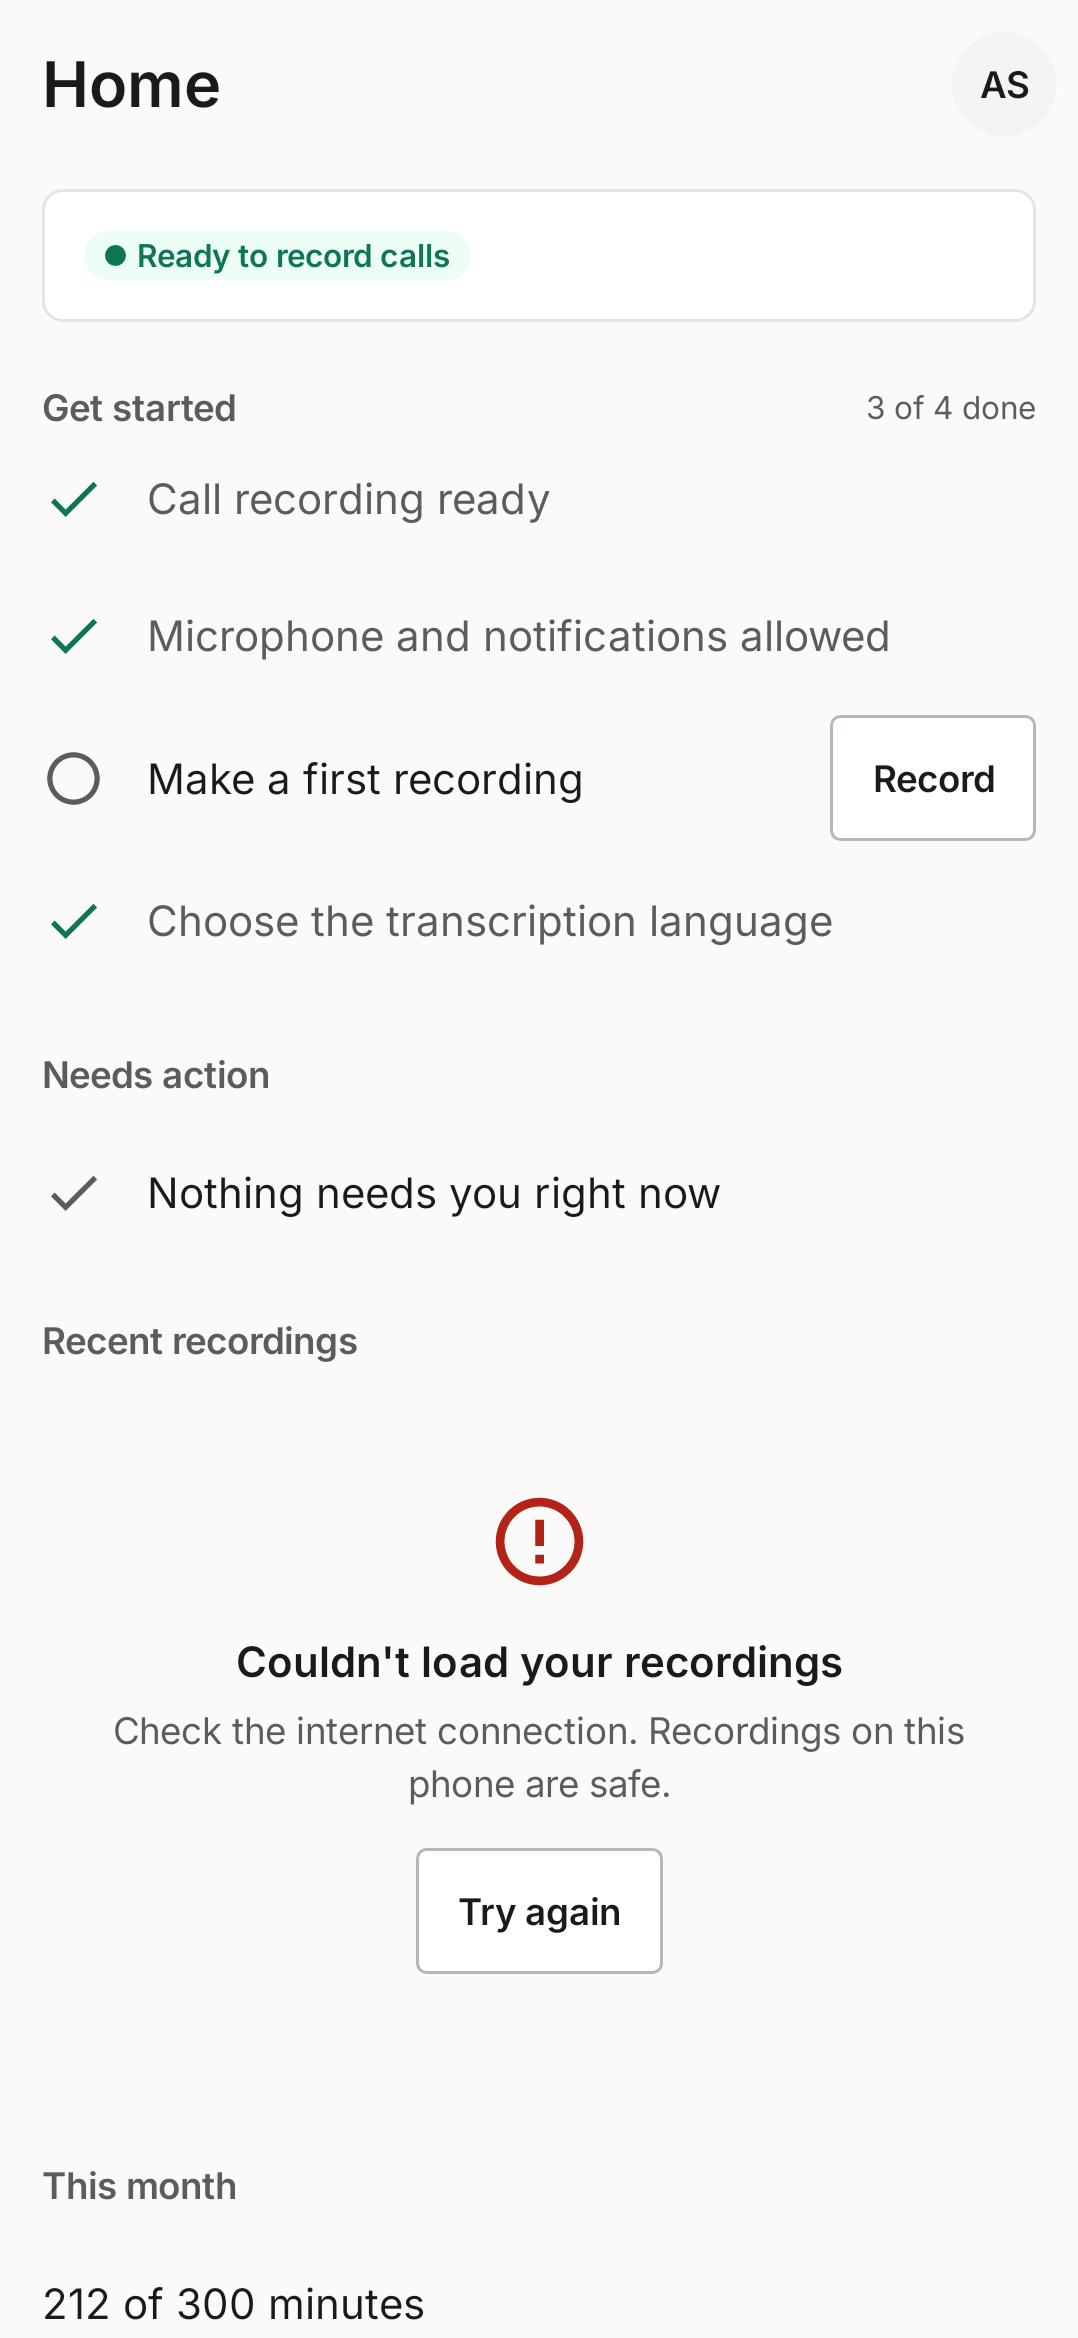 Home
AS
Ready to record calls
Get started
3 of 4 done
Call recording ready
Microphone and notifications allowed
Make a first recording
Record
Choose the transcription language
Needs action
Nothing needs you right now
Recent recordings
Couldn't load your recordings
Check the internet connection. Recordings on this
phone are safe.
Try again
This month
212 of 300 minutes